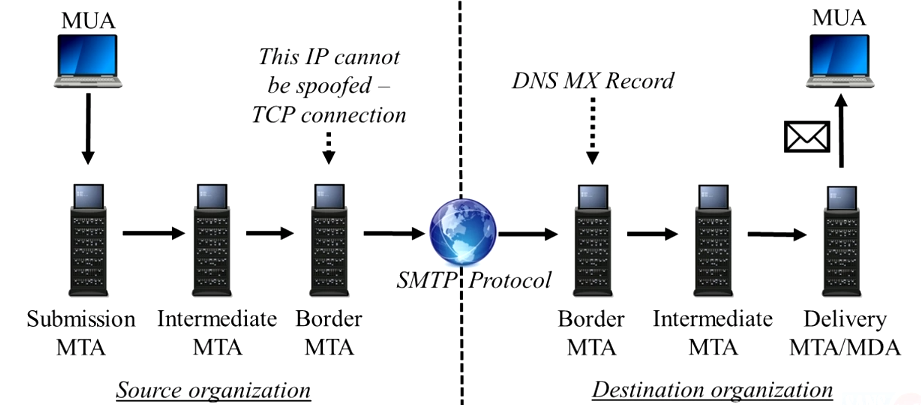 MUA
MUA
This IP cannot
be spoofed –
TCP connection
DNS MX Record
SMTP Protocol
Submission
MTA
Intermediate
MTA
Border
MTA
Border
MTA
Intermediate
MTA
Delivery
MTA/MDA
Source organization
Destination organization